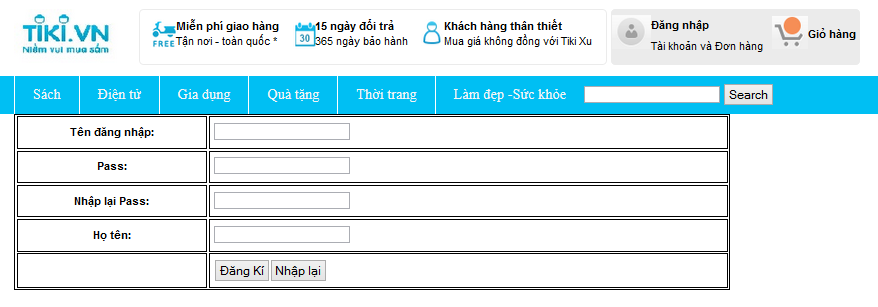 TIKI.VN
Niềm vui mua sắm
FREE
Miễn phí giao hàng
Tận nơi - toàn quốc *
30
15 ngày đổi trả
365 ngày bảo hành
Khách hàng thân thiết
Mua giá không đồng với Tiki Xu
Đăng nhập
Tài khoản và Đơn hàng
Giỏ hàng
Sách Điện tử Gia dụng Quà tặng Thời trang Làm đẹp -Sức khỏe Search
Tên đăng nhập:
Pass:
Nhập lại Pass:
Họ tên:
Đăng Kí Nhập lại